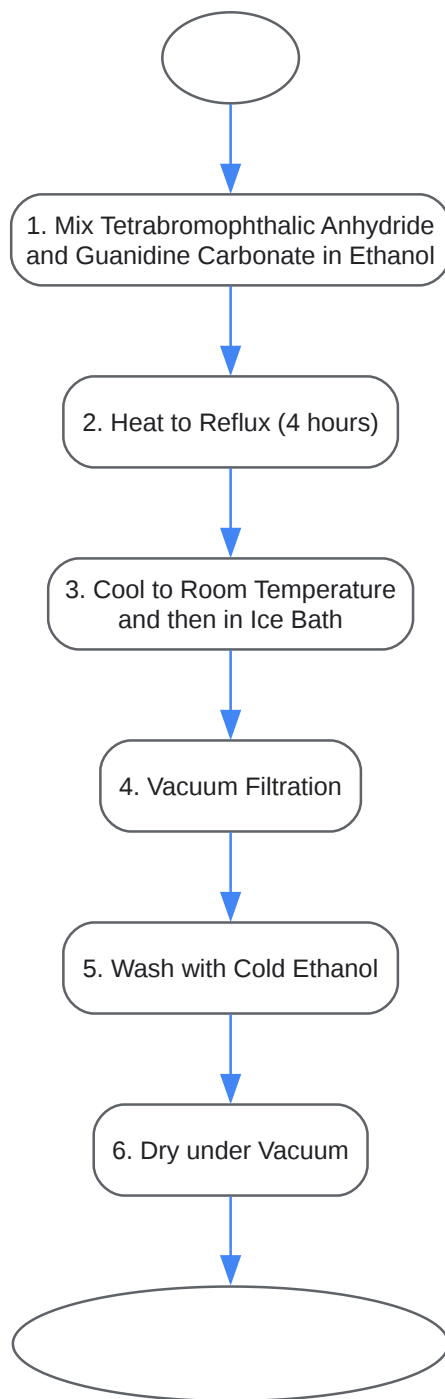 1. Mix Tetrabromophthalic Anhydride
and Guanidine Carbonate in Ethanol
2. Heat to Reflux (4 hours)
3. Cool to Room Temperature
and then in Ice Bath
4. Vacuum Filtration
5. Wash with Cold Ethanol
6. Dry under Vacuum